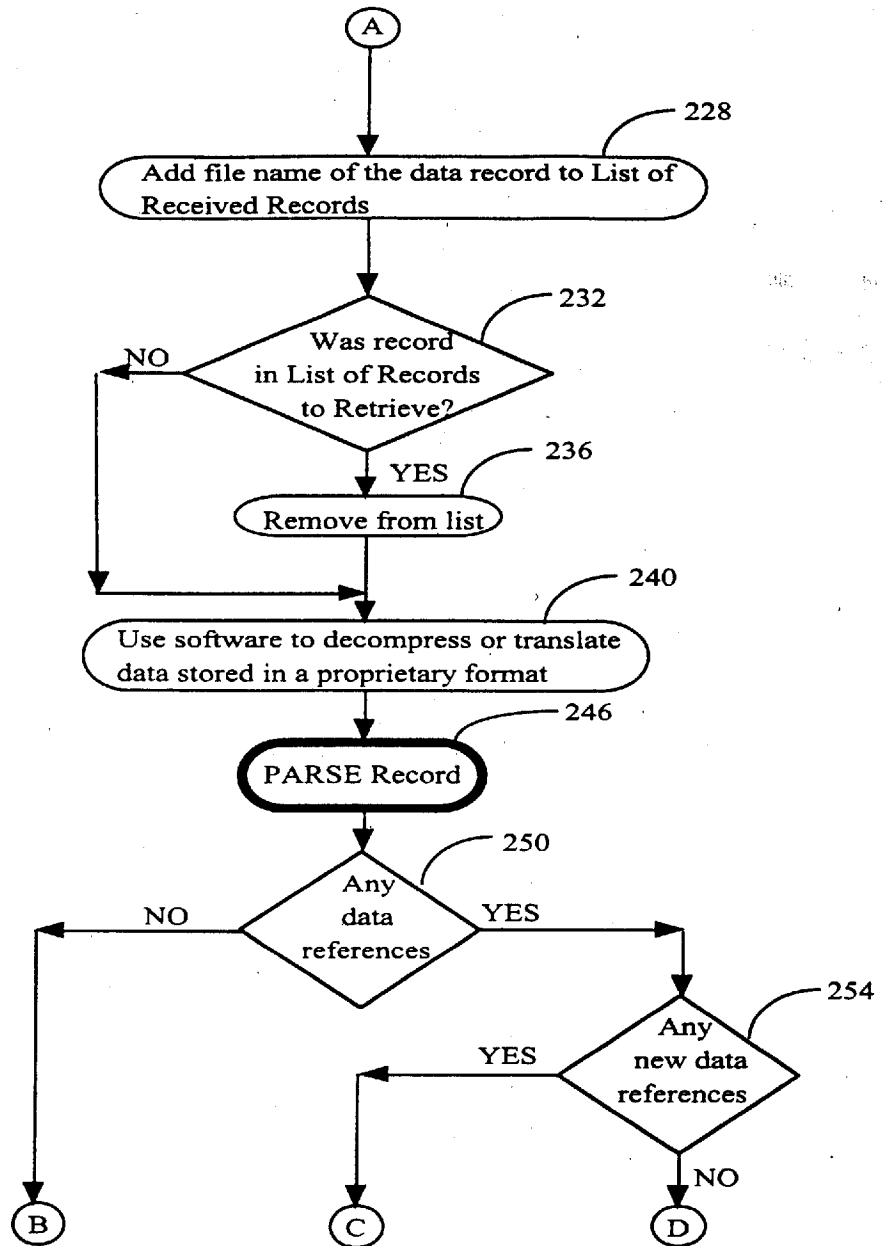 A
228
Add file name of the data record to List of
Received Records
232
Was record
in List of Records
to Retrieve?
NO
YES
236
Remove from list
240
Use software to decompress or translate
data stored in a proprietary format
246
PARSE Record
250
Any
data
references
NO
YES
254
Any
new data
references
YES
NO
B
C
D